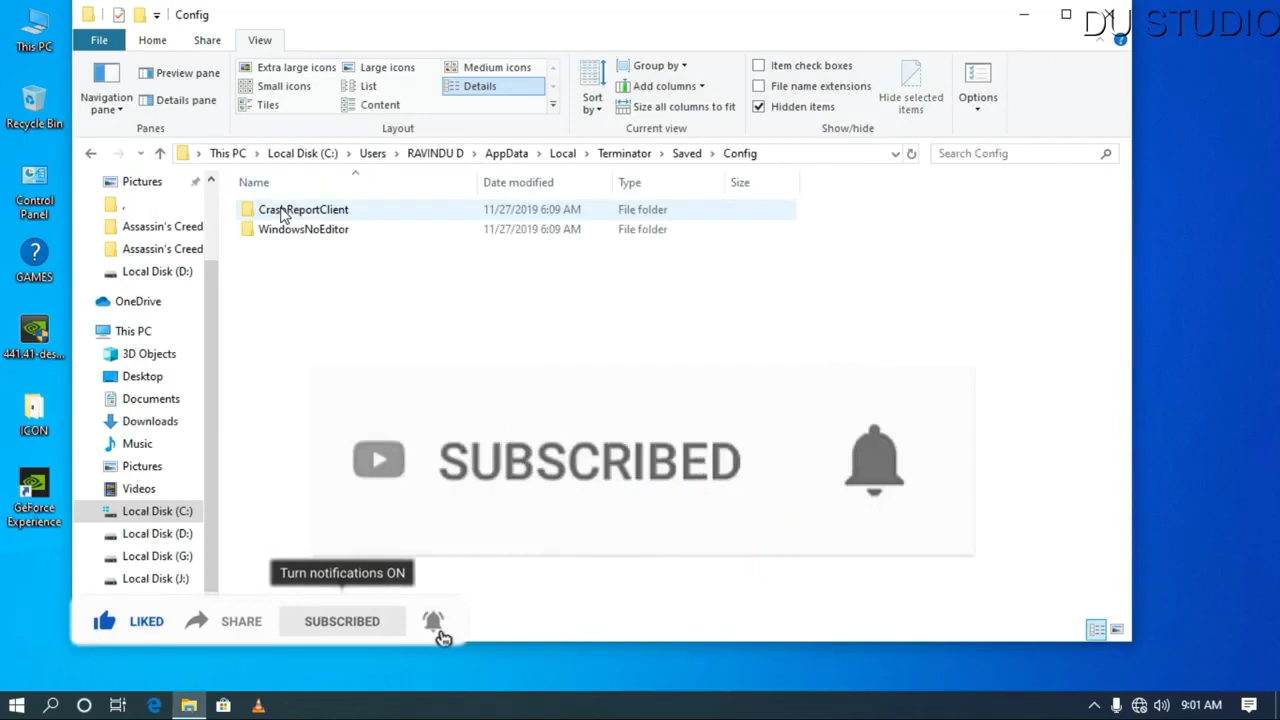 Config
DU STUDIO
File
Home
Share
View
Navigation pane
Preview pane
Details pane
Panes
Extra large icons
Large icons
Medium icons
Small icons
List
Details
Tiles
Content
Layout
Sort by
Group by
Add columns
Size all columns to fit
Current view
Item check boxes
File name extensions
Hidden items
Hide selected items
Show/hide
Options
This PC > Local Disk (C:) > Users > RAVINDU D > AppData > Local > Terminator > Saved > Config
Search Config
This PC
Recycle Bin
Control Panel
GAMES
441.41-des...
ICON
GeForce Experience
Pictures
,
Assassin's Creed
Assassin's Creed
Local Disk (D:)
OneDrive
This PC
3D Objects
Desktop
Documents
Downloads
Music
Pictures
Videos
Local Disk (C:)
Local Disk (D:)
Local Disk (G:)
Local Disk (J:)
Name
Date modified
Type
Size
CrashReportClient
11/27/2019 6:09 AM
File folder
WindowsNoEditor
11/27/2019 6:09 AM
File folder
SUBSCRIBED
Turn notifications ON
LIKED
SHARE
SUBSCRIBED
9:01 AM